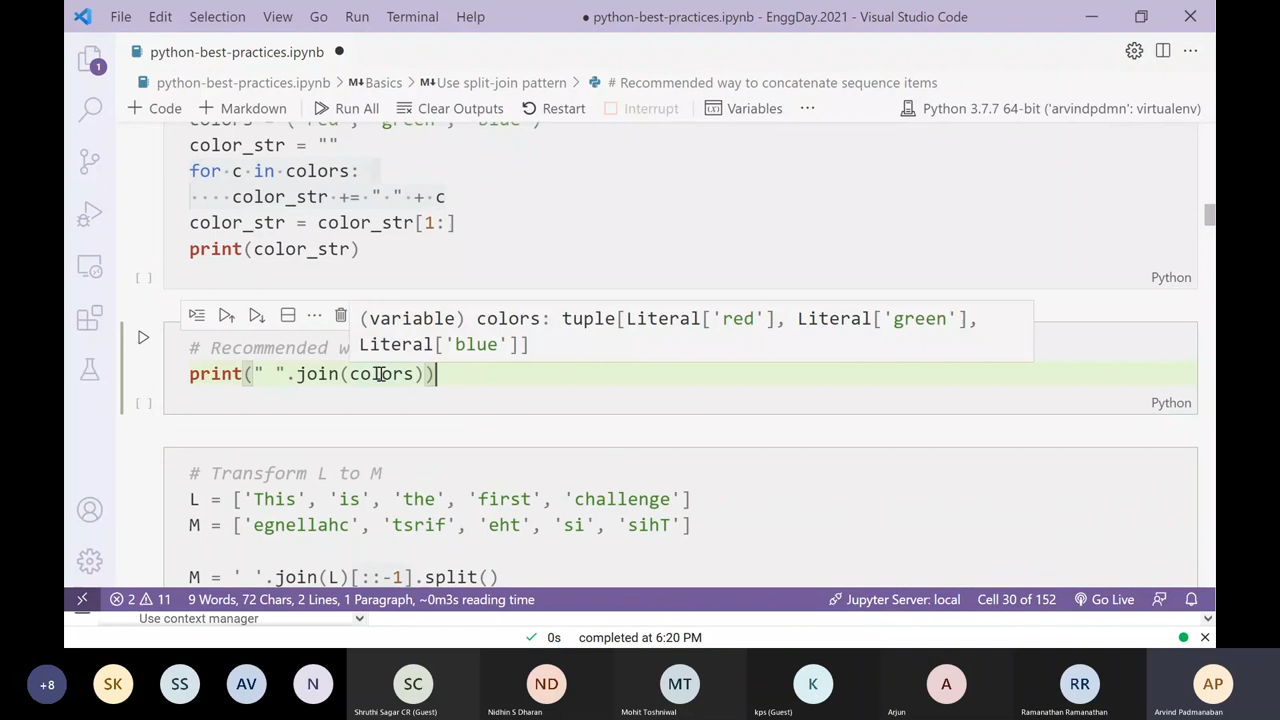 File Edit Selection View Go Run Terminal Help ● python-best-practices.ipynb - EnggDay.2021 - Visual Studio Code
python-best-practices.ipynb ●
1
python-best-practices.ipynb > M↓Basics > M↓Use split-join pattern > # Recommended way to concatenate sequence items
+ Code + Markdown Run All Clear Outputs Restart Interrupt Variables ··· Python 3.7.7 64-bit ('arvindpdmn': virtualenv)
colors = ("red", "green", "blue")
color_str = ""
for·c·in·colors:
····color_str·+=·"·"·+·c
color_str = color_str[1:]
print(color_str)
[ ] Python
(variable) colors: tuple[Literal['red'], Literal['green'],
Literal['blue']]
# Recommended w
print(" ".join(colors))
[ ] Python
# Transform L to M
L = ['This', 'is', 'the', 'first', 'challenge']
M = ['egnellahc', 'tsrif', 'eht', 'si', 'sihT']
M = ' '.join(L)[::-1].split()
2 11 9 Words, 72 Chars, 2 Lines, 1 Paragraph, ~0m3s reading time Jupyter Server: local Cell 30 of 152 Go Live
Use context manager
0s completed at 6:20 PM
+8 SK SS AV N SC ND MT K A RR AP
Shruthi Sagar CR (Guest) Nidhin S Dharan Mohit Toshniwal kps (Guest) Arjun Ramanathan Ramanathan Arvind Padmanaban